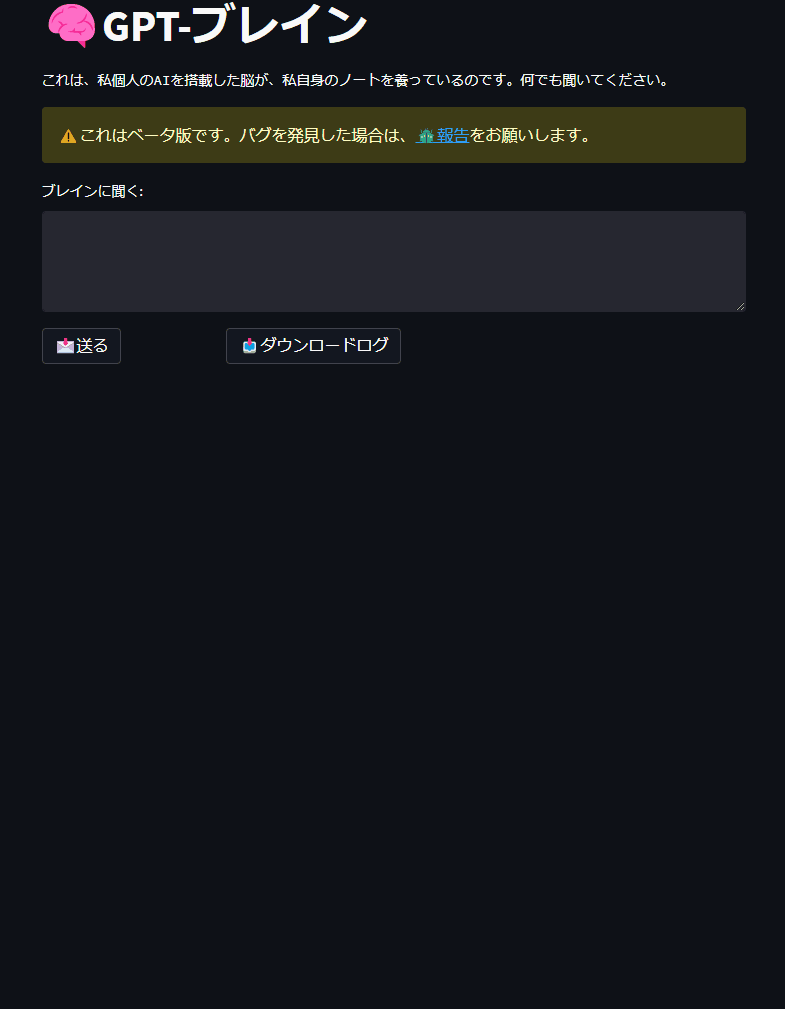 🧠GPT-ブレイン
これは、私個人のAIを搭載した脳が、私自身のノートを養っているのです。何でも聞いてください。
⚠️これはベータ版です。バグを発見した場合は、報告をお願いします。
ブレインに聞く:
📩送る
📥ダウンロードログ